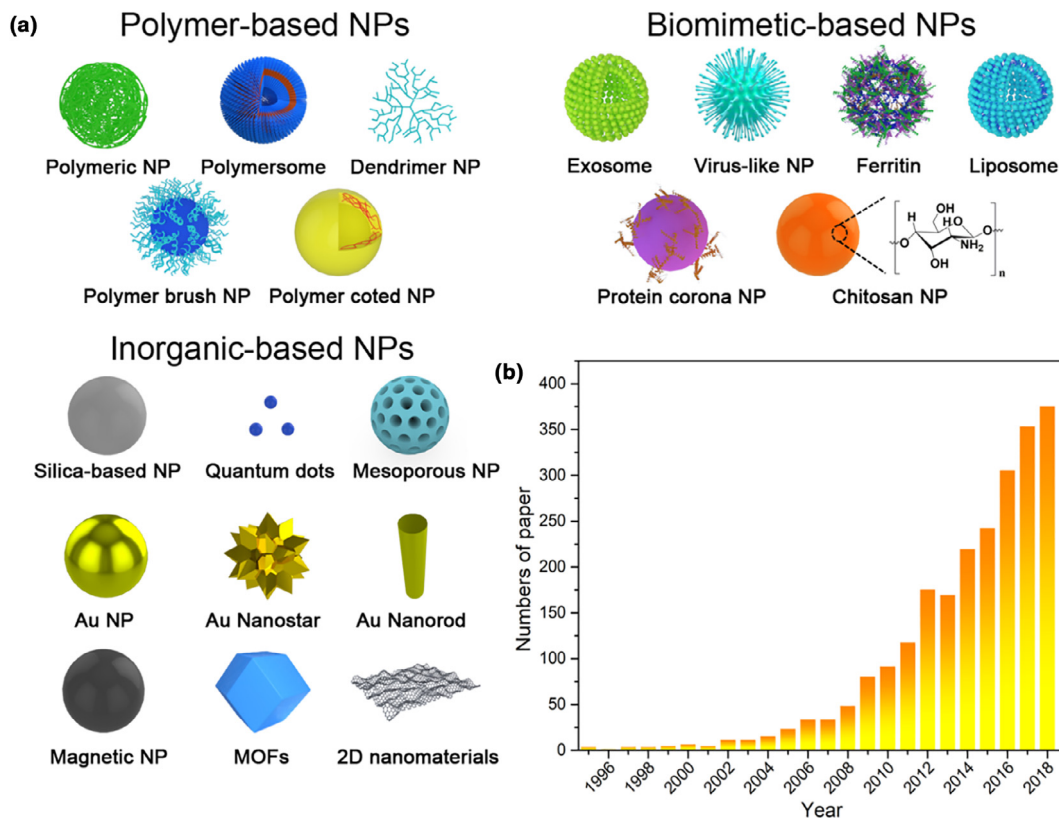 (a)
Polymer-based NPs
Polymeric NP
Polymersome
Dendrimer NP
Polymer brush NP
Polymer coted NP
Biomimetic-based NPs
Exosome
Virus-like NP
Ferritin
Liposome
Protein corona NP
Chitosan NP
OH
H
HO
H
O
O
NH2
OH
n
Inorganic-based NPs
Silica-based NP
Quantum dots
Mesoporous NP
Au NP
Au Nanostar
Au Nanorod
Magnetic NP
MOFs
2D nanomaterials
(b)
Numbers of paper
400
350
300
250
200
150
100
50
0
1996
1998
2000
2002
2004
2006
2008
2010
2012
2014
2016
2018
Year